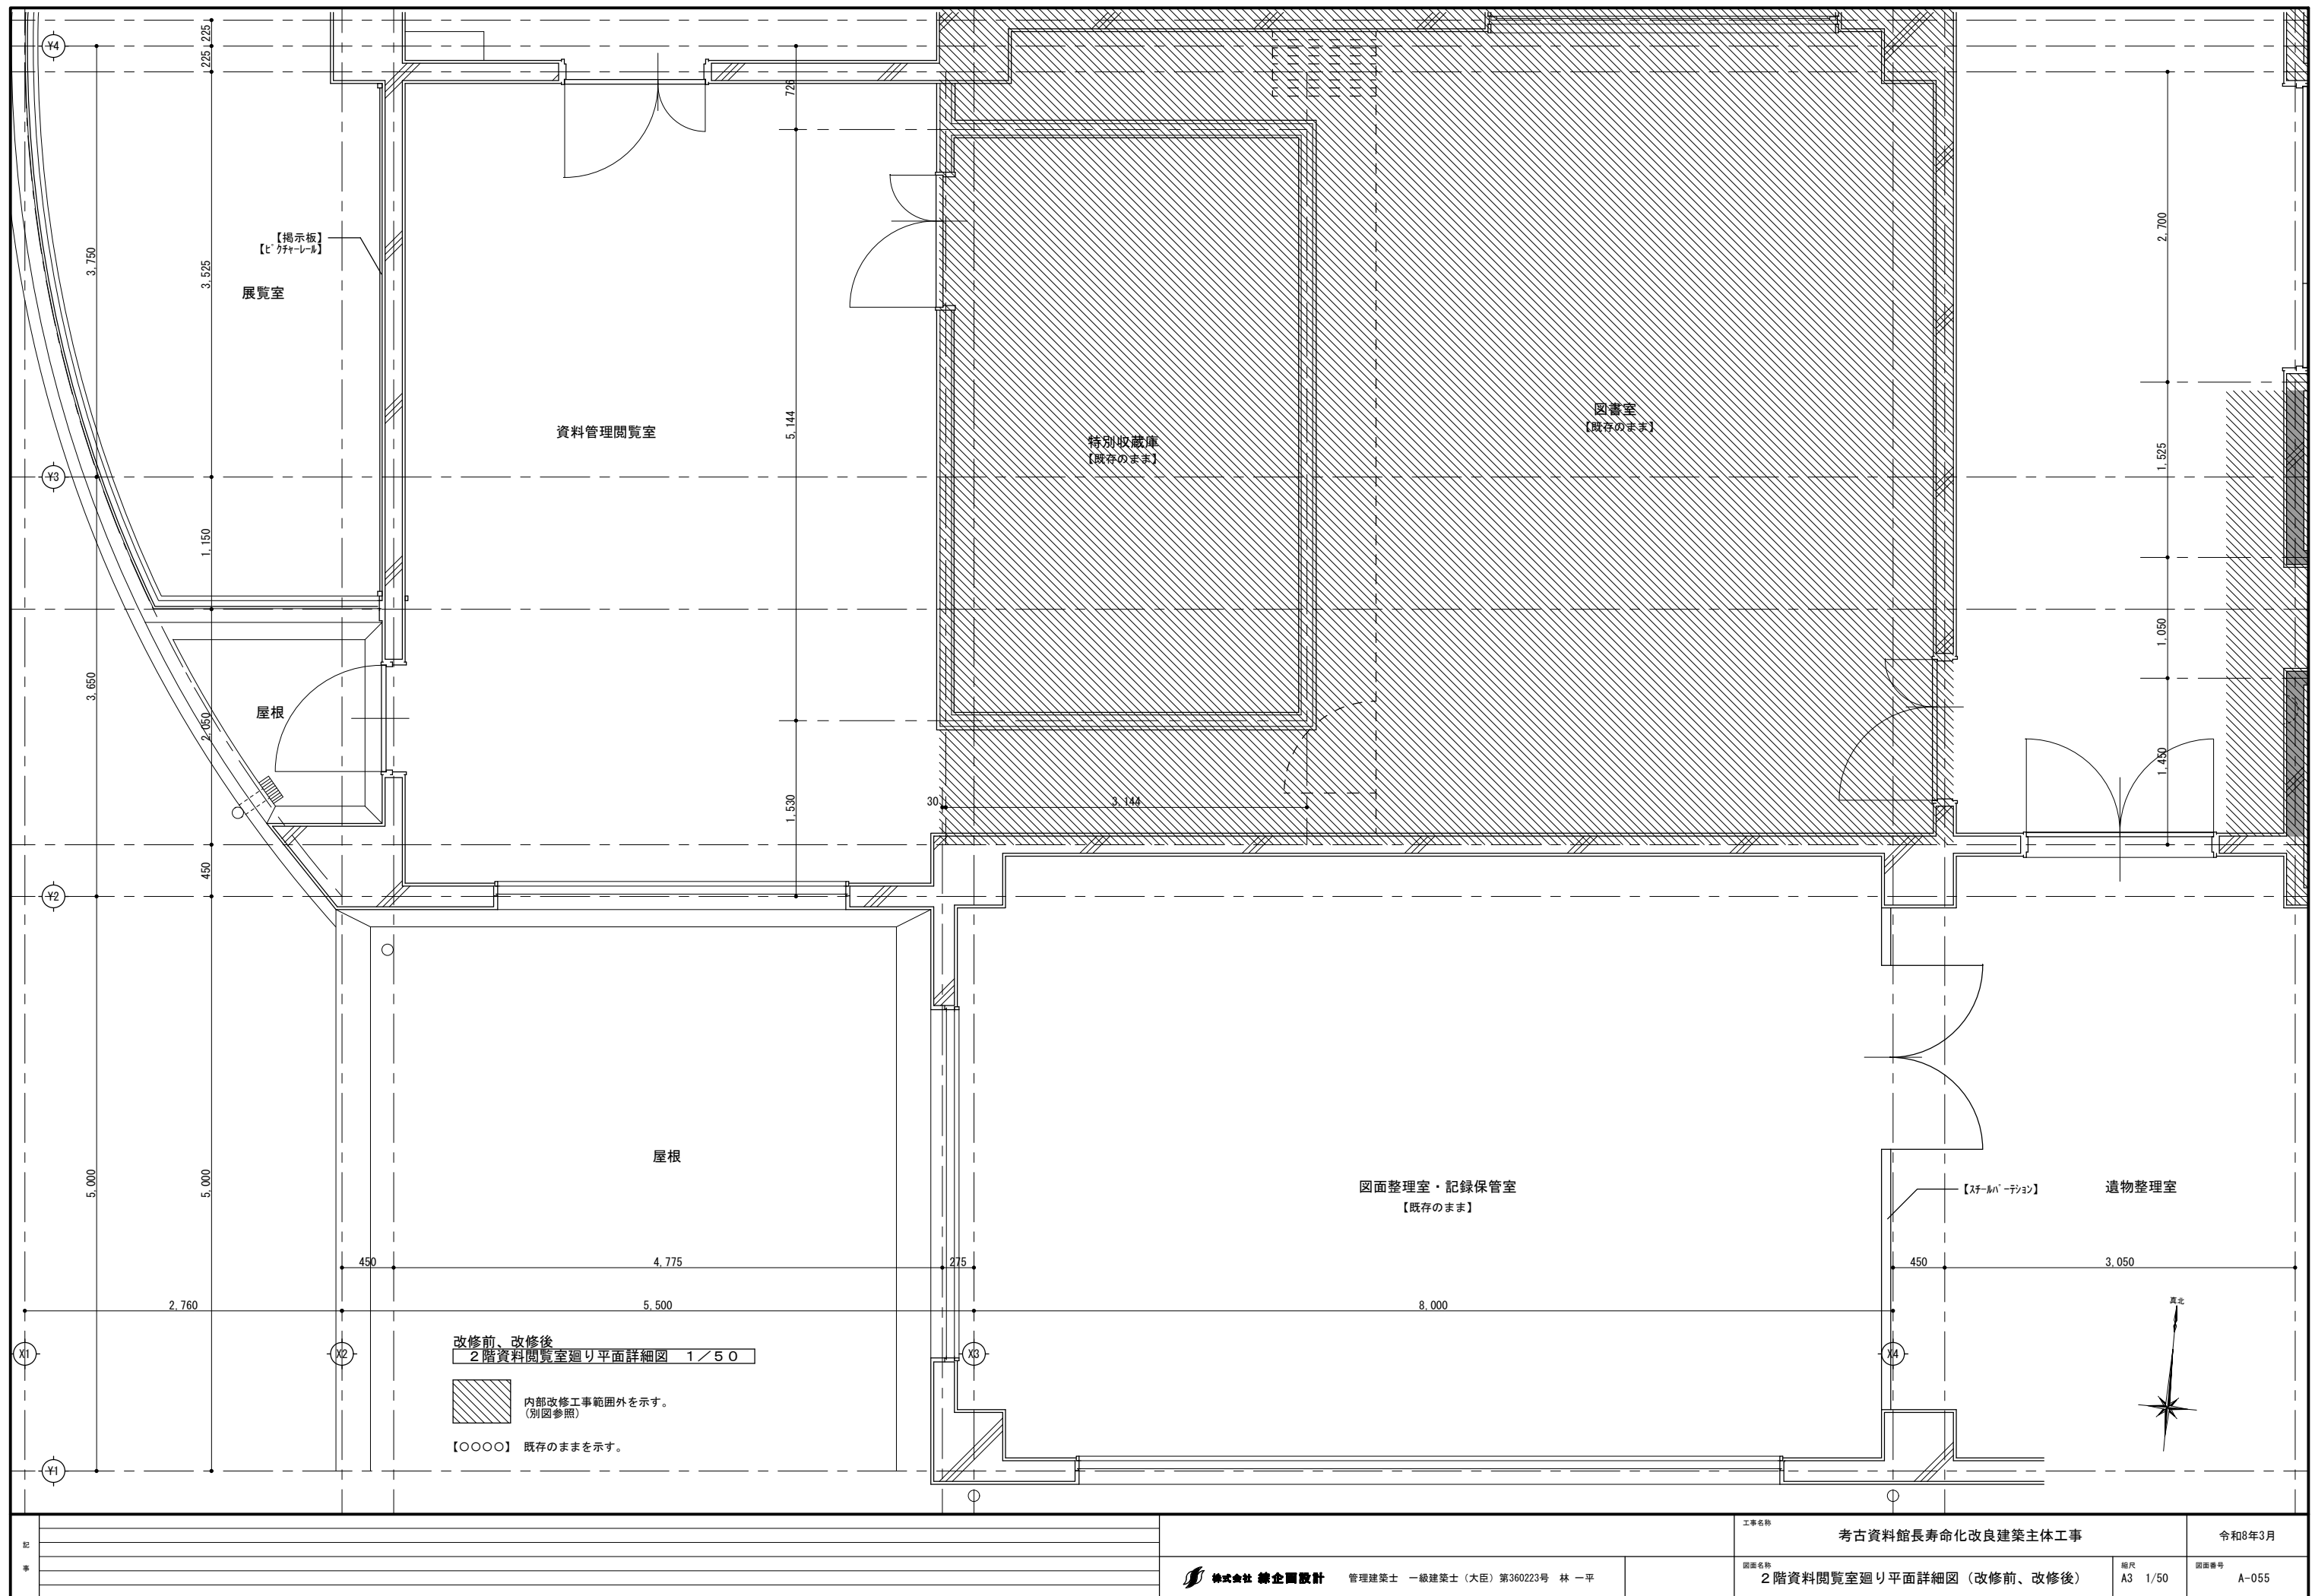 Y4
225
225
726
3,750
3,525
2,700
【掲示板】
【ピクチャーレール】
展覧室
資料管理閲覧室
5,144
特別収蔵庫
【既存のまま】
図書室
【既存のまま】
Y3
1,525
1,150
1,050
3,650
2,050
屋根
1,450
1,530
30
3,144
450
Y2
5,000
5,000
屋根
図面整理室・記録保管室
【既存のまま】
【スチールパーテション】
遺物整理室
450
4,775
275
450
3,050
2,760
5,500
8,000
真北
X1
X2
X3
X4
改修前、改修後
２階資料閲覧室廻り平面詳細図　１／５０
内部改修工事範囲外を示す。
(別図参照)
【○○○○】 既存のままを示す。
Y1
記事
工事名称
考古資料館長寿命化改良建築主体工事
令和8年3月
株式会社
企画設計
管理建築士　一級建築士（大臣）第360223号　林 一平
図面名称
２階資料閲覧室廻り平面詳細図（改修前、改修後）
縮尺
A3　1/50
図面番号
A-055